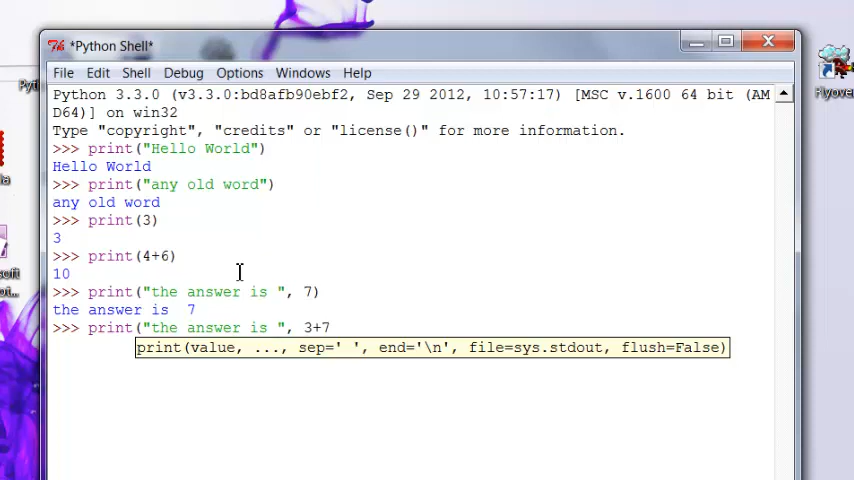 *Python Shell*
File Edit Shell Debug Options Windows Help
Python 3.3.0 (v3.3.0:bd8afb90ebf2, Sep 29 2012, 10:57:17) [MSC v.1600 64 bit (AM
D64)] on win32
Type "copyright", "credits" or "license()" for more information.
>>> print("Hello World")
Hello World
>>> print("any old word")
any old word
>>> print(3)
3
>>> print(4+6)
10
>>> print("the answer is ", 7)
the answer is  7
>>> print("the answer is ", 3+7
print(value, ..., sep=' ', end='\n', file=sys.stdout, flush=False)
Flyove